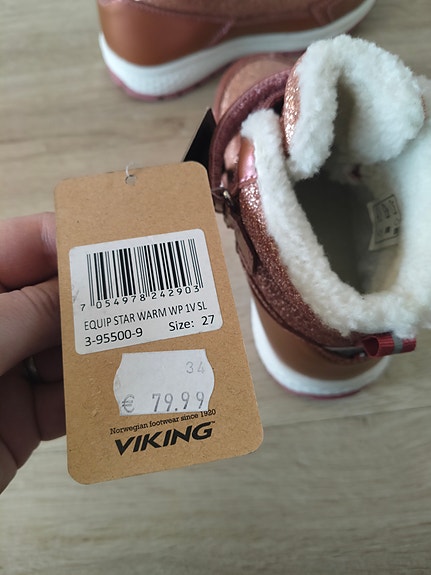 7 054978 242903
EQUIP STAR WARM WP 1V SL
3-95500-9 Size: 27
34
€ 79.99
Norwegian footwear since 1920
VIKING